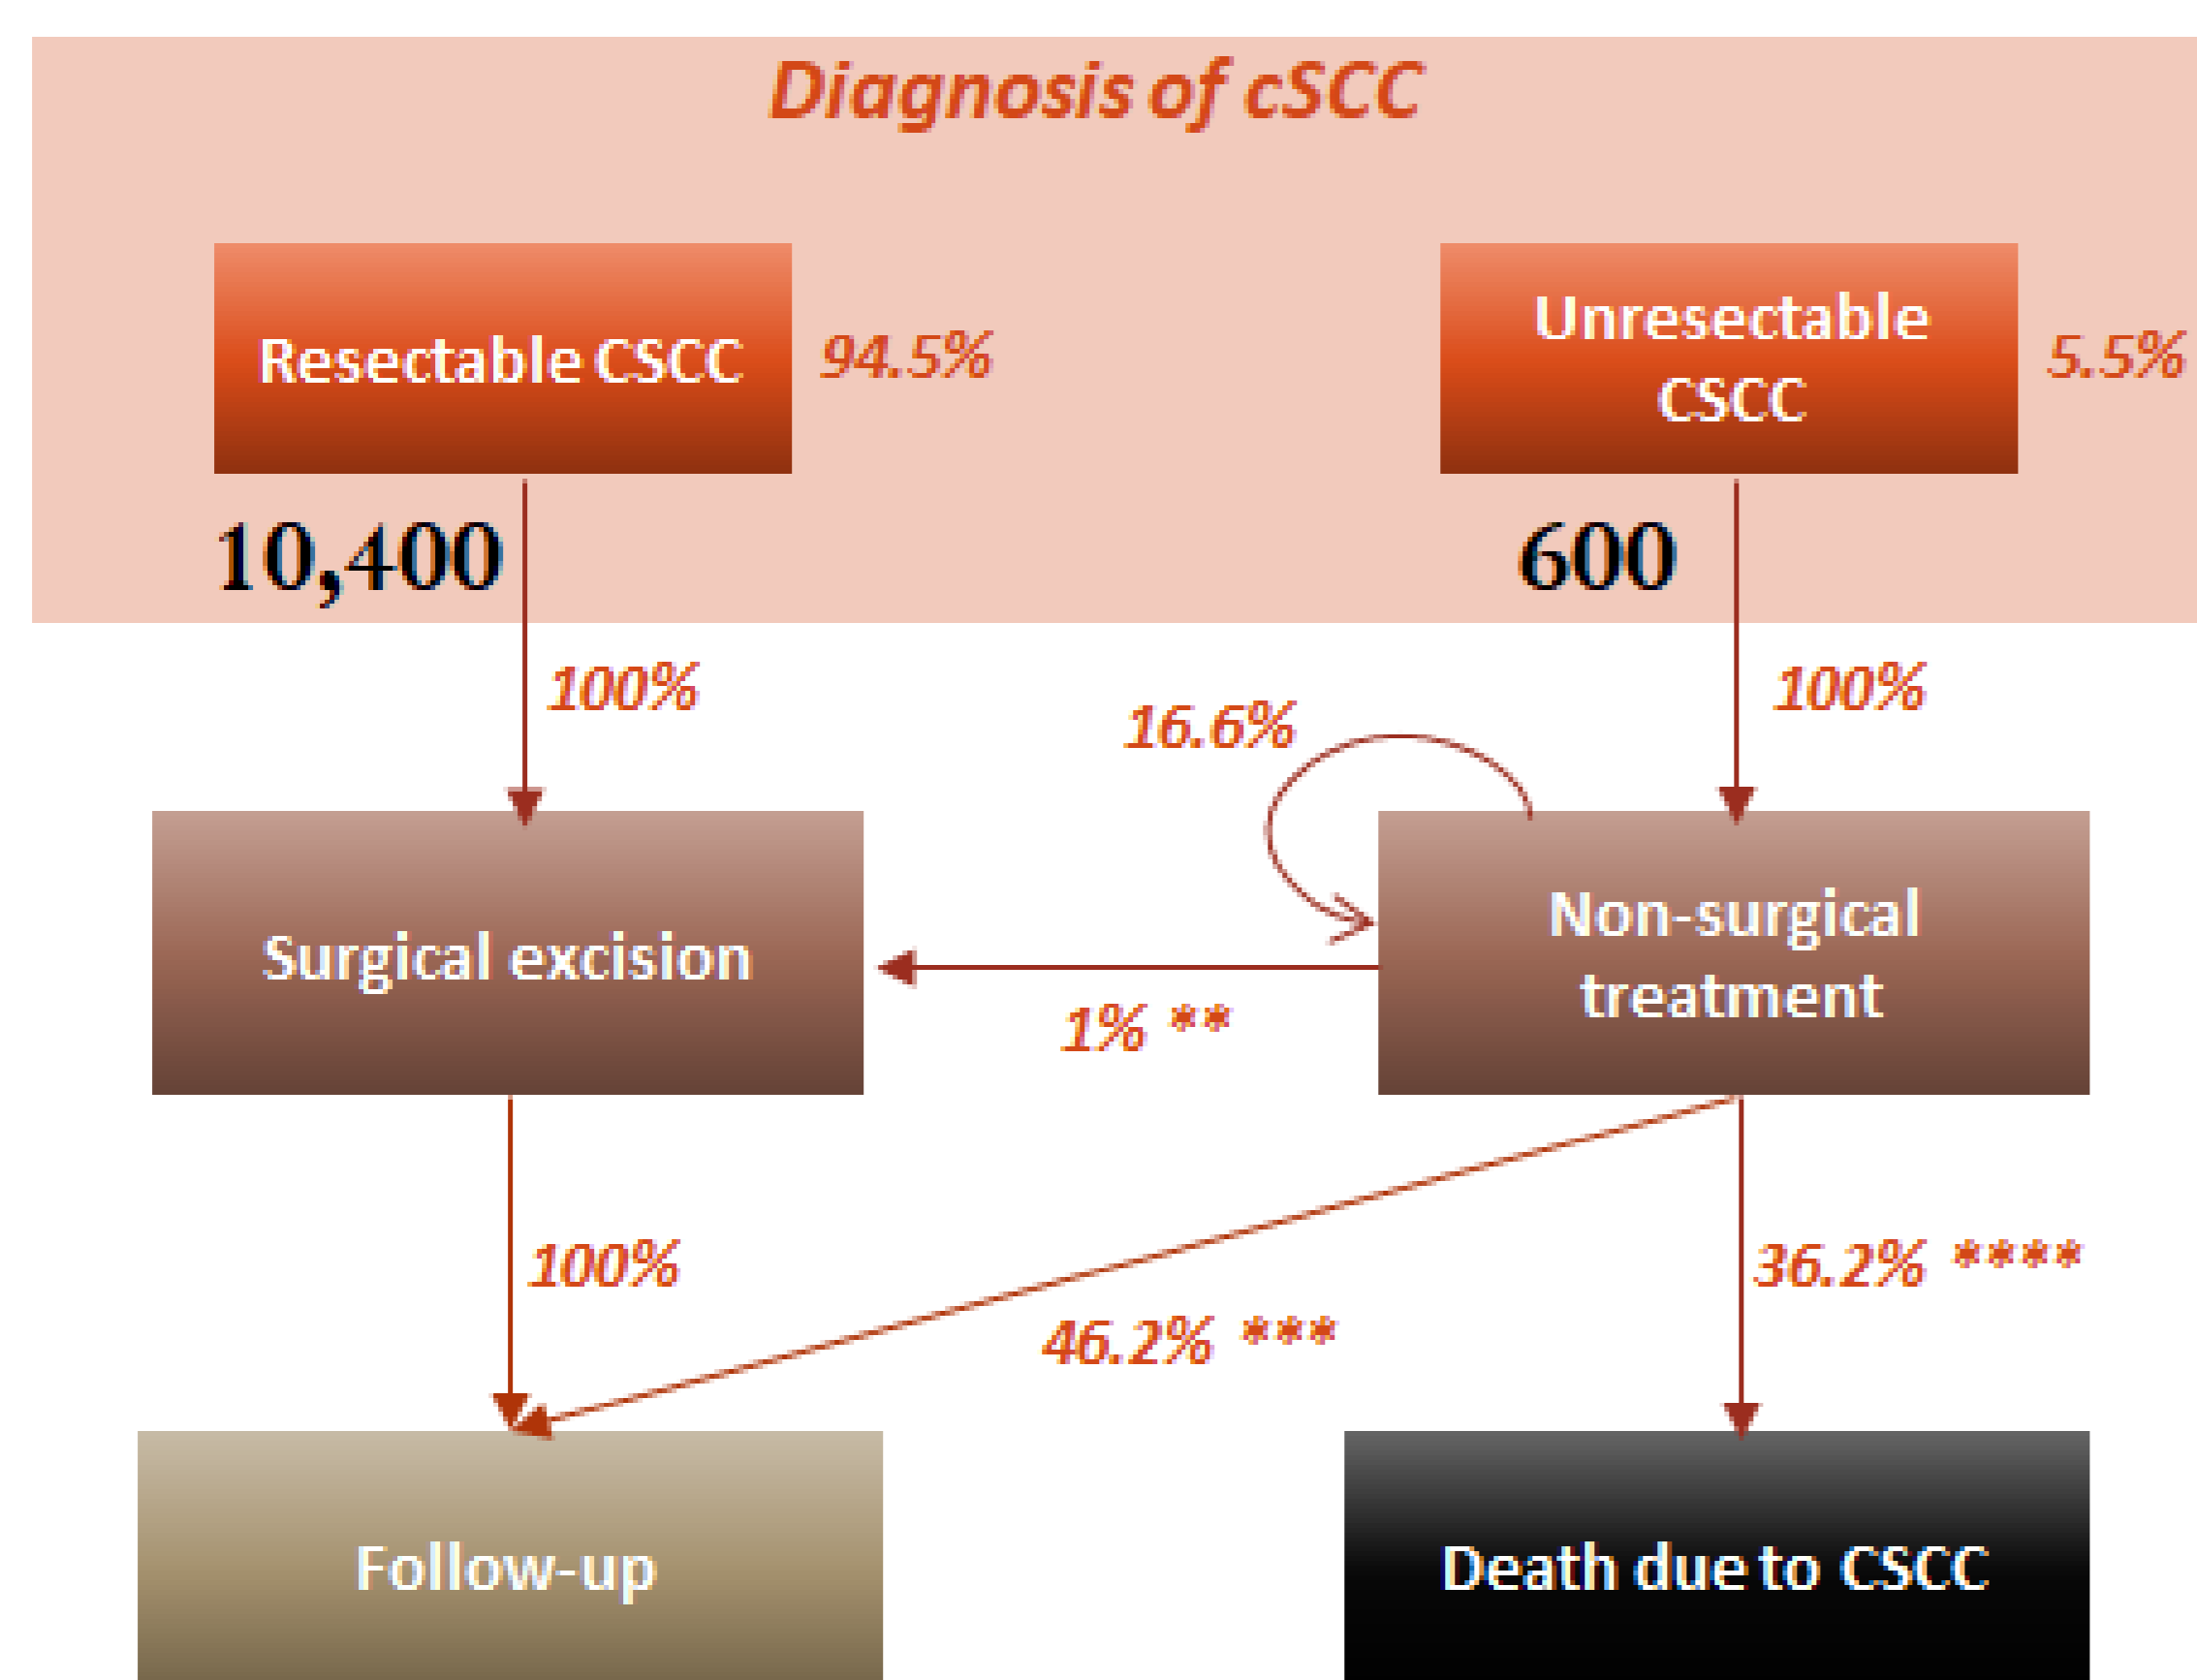 Diagnosis of cSCC
Resectable CSCC
94.5%
Unresectable
CSCC
5.5%
10,400
600
100%
100%
16.6%
Surgical excision
Non-surgical
treatment
1% **
100%
46.2% ***
36.2% ****
Follow-up
Death due to CSCC